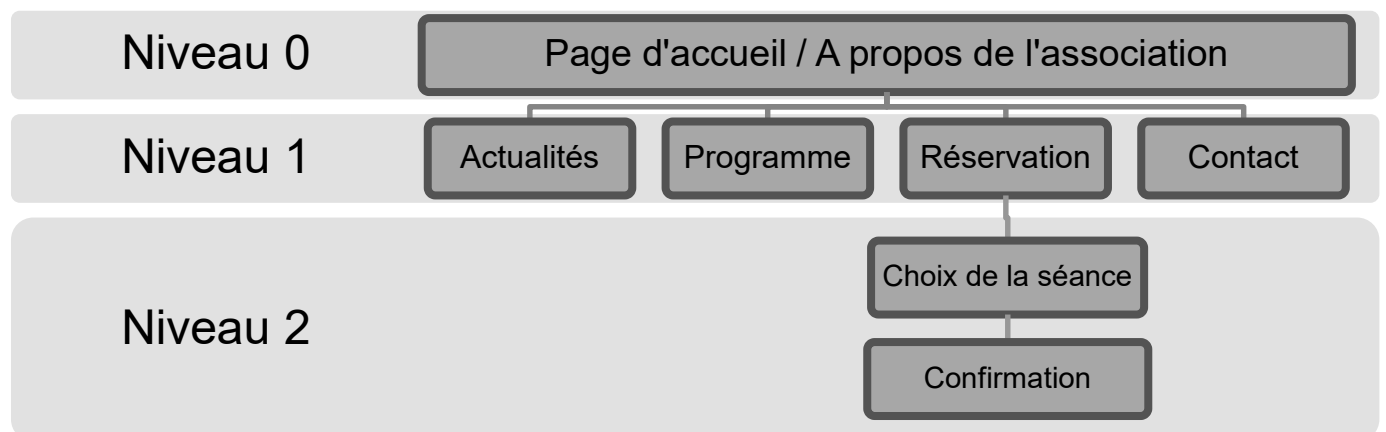 Niveau 0
Page d'accueil / A propos de l'association
Niveau 1
Actualités
Programme
Réservation
Contact
Niveau 2
Choix de la séance
Confirmation